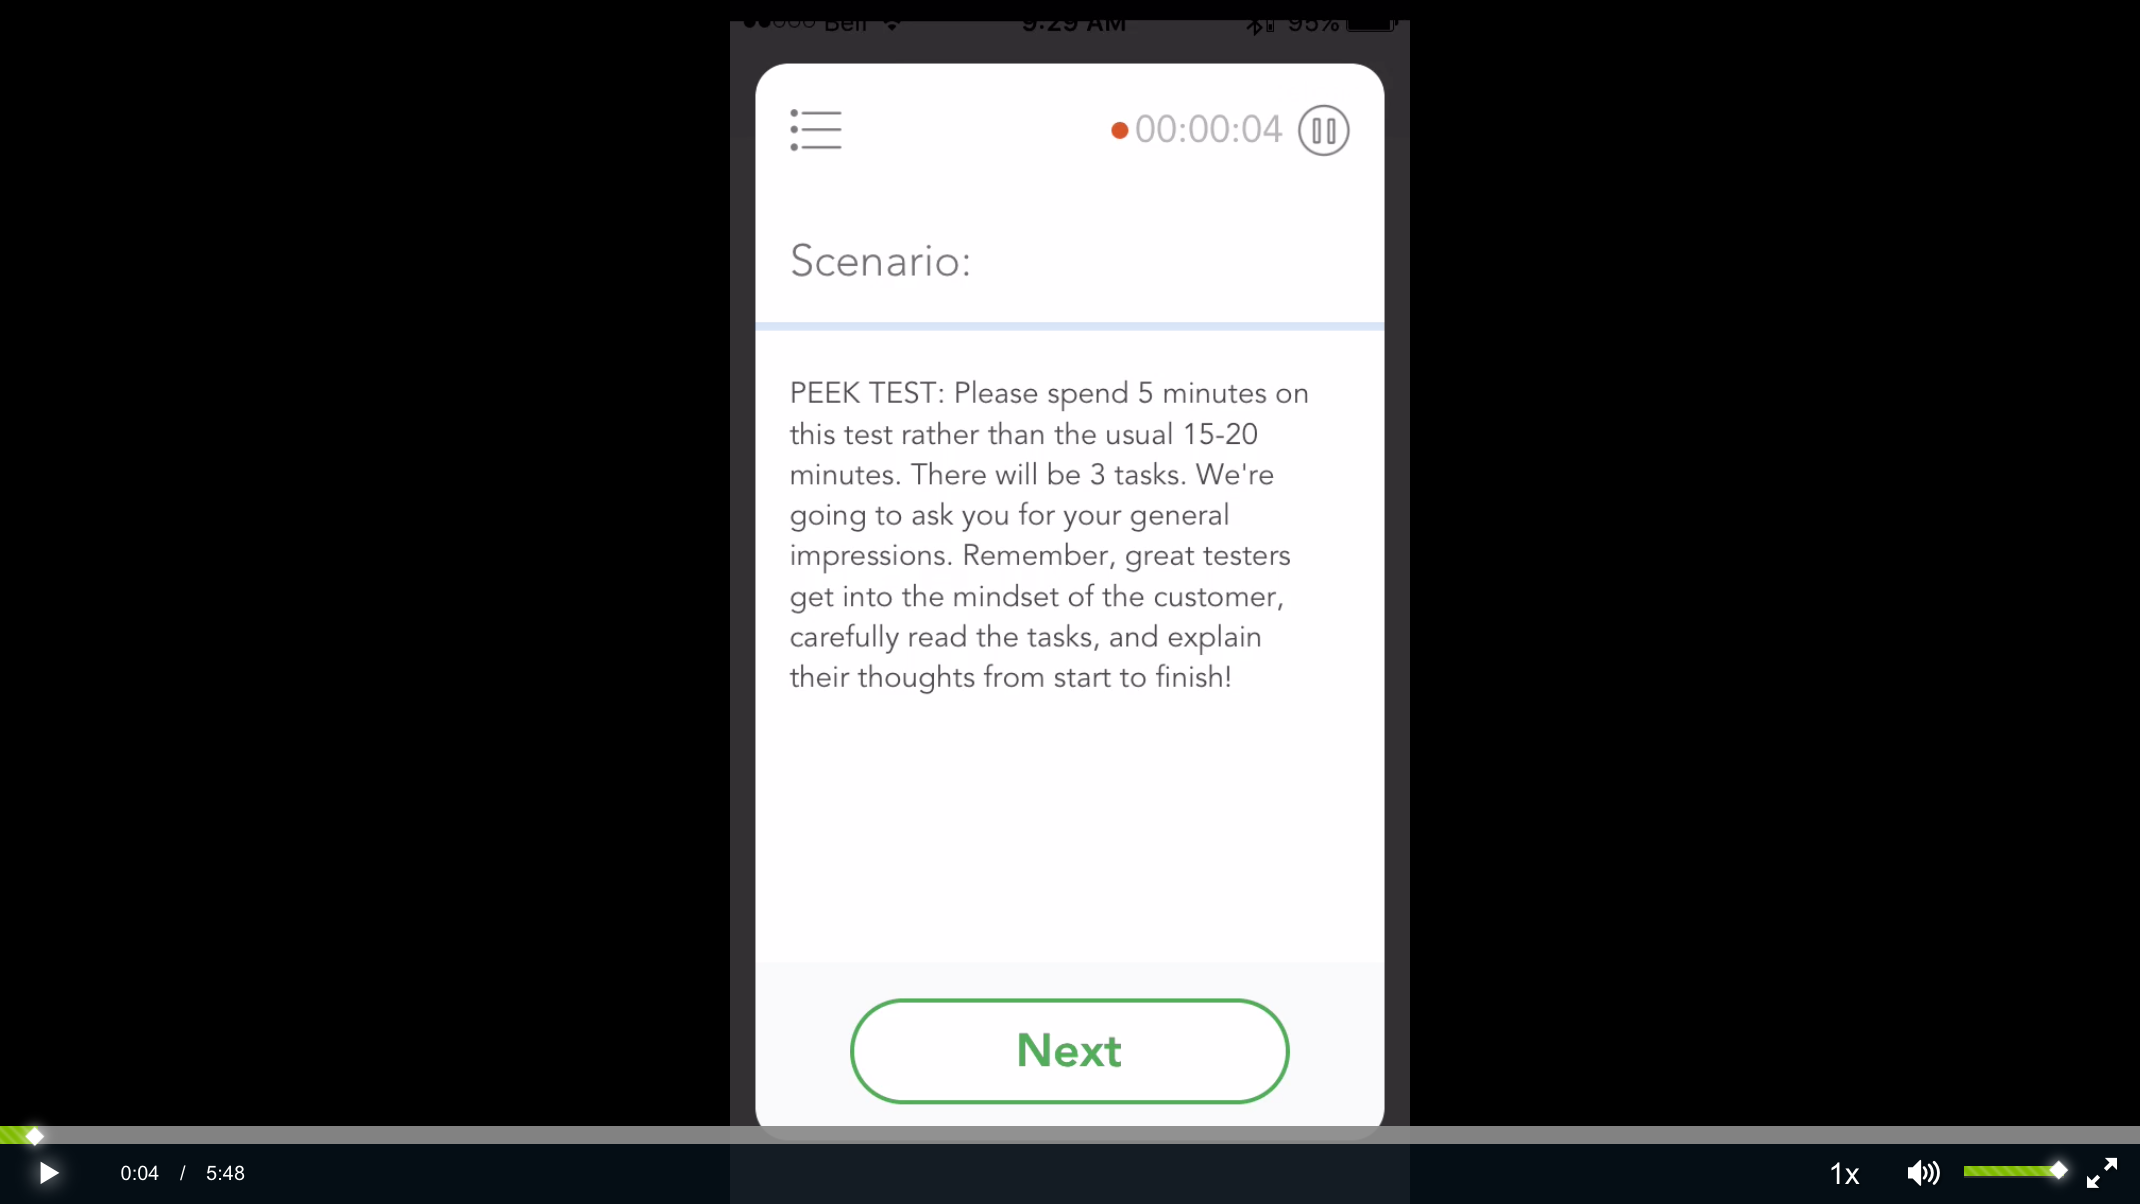 Bell 9:29 AM 95%
00:00:04
Scenario:
PEEK TEST: Please spend 5 minutes on
this test rather than the usual 15-20
minutes. There will be 3 tasks. We're
going to ask you for your general
impressions. Remember, great testers
get into the mindset of the customer,
carefully read the tasks, and explain
their thoughts from start to finish!
Next
0:04 / 5:48 1x